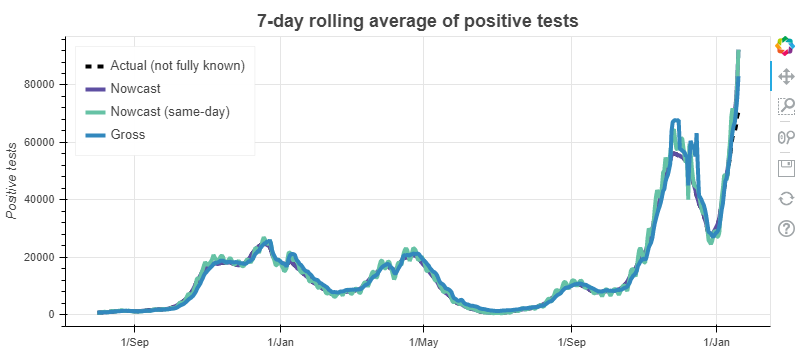 7-day rolling average of positive tests
Actual (not fully known)
Nowcast
Nowcast (same-day)
Gross
Positive tests
80000
60000
40000
20000
0
1/Sep
1/Jan
1/May
1/Sep
1/Jan